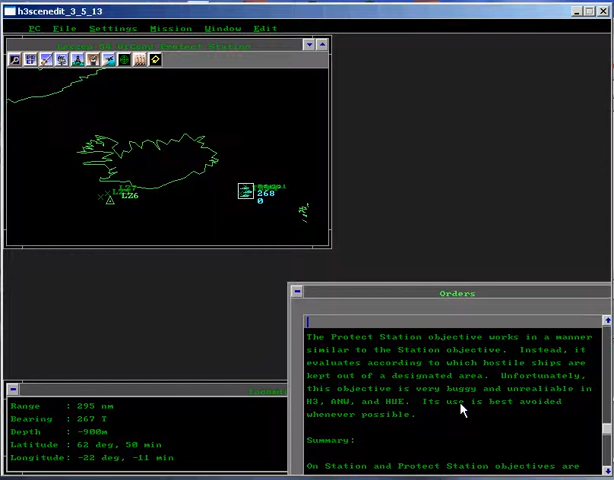 h3scenedit_3_5_13
PC File Settings Mission Window Edit
Protect Station
LZ7
LZ6
268
0
Orders
The Protect Station objective works in a manner
similar to the Station objective. Instead, it
evaluates according to which hostile ships are
kept out of a designated area. Unfortunately,
this objective is very buggy and unrealiable in
H3, ANW, and HUE. Its use is best avoided
whenever possible.
Summary:
On Station and Protect Station objectives are
Range : 295 nm
Bearing : 267 T
Depth : -900m
Latitude : 62 deg, 50 min
Longitude : -22 deg, -11 min